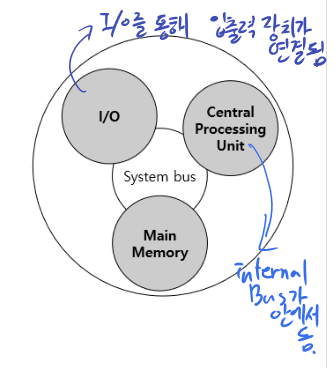 I/O를 통해 입출력 장치가
연결됨
I/O
Central
Processing
Unit
System bus
Main
Memory
Internal
Bus가
안에서
돔.